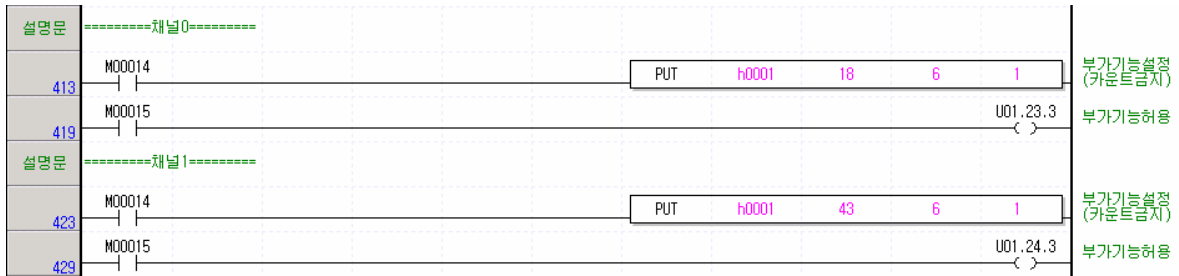 설명문 =========채널0=========
M00014 PUT h0001 18 6 1 부가기능설정
413 (카운트금지)
M00015 U01.23.3 부가기능허용
419
설명문 =========채널1=========
M00014 PUT h0001 43 6 1 부가기능설정
423 (카운트금지)
M00015 U01.24.3 부가기능허용
429